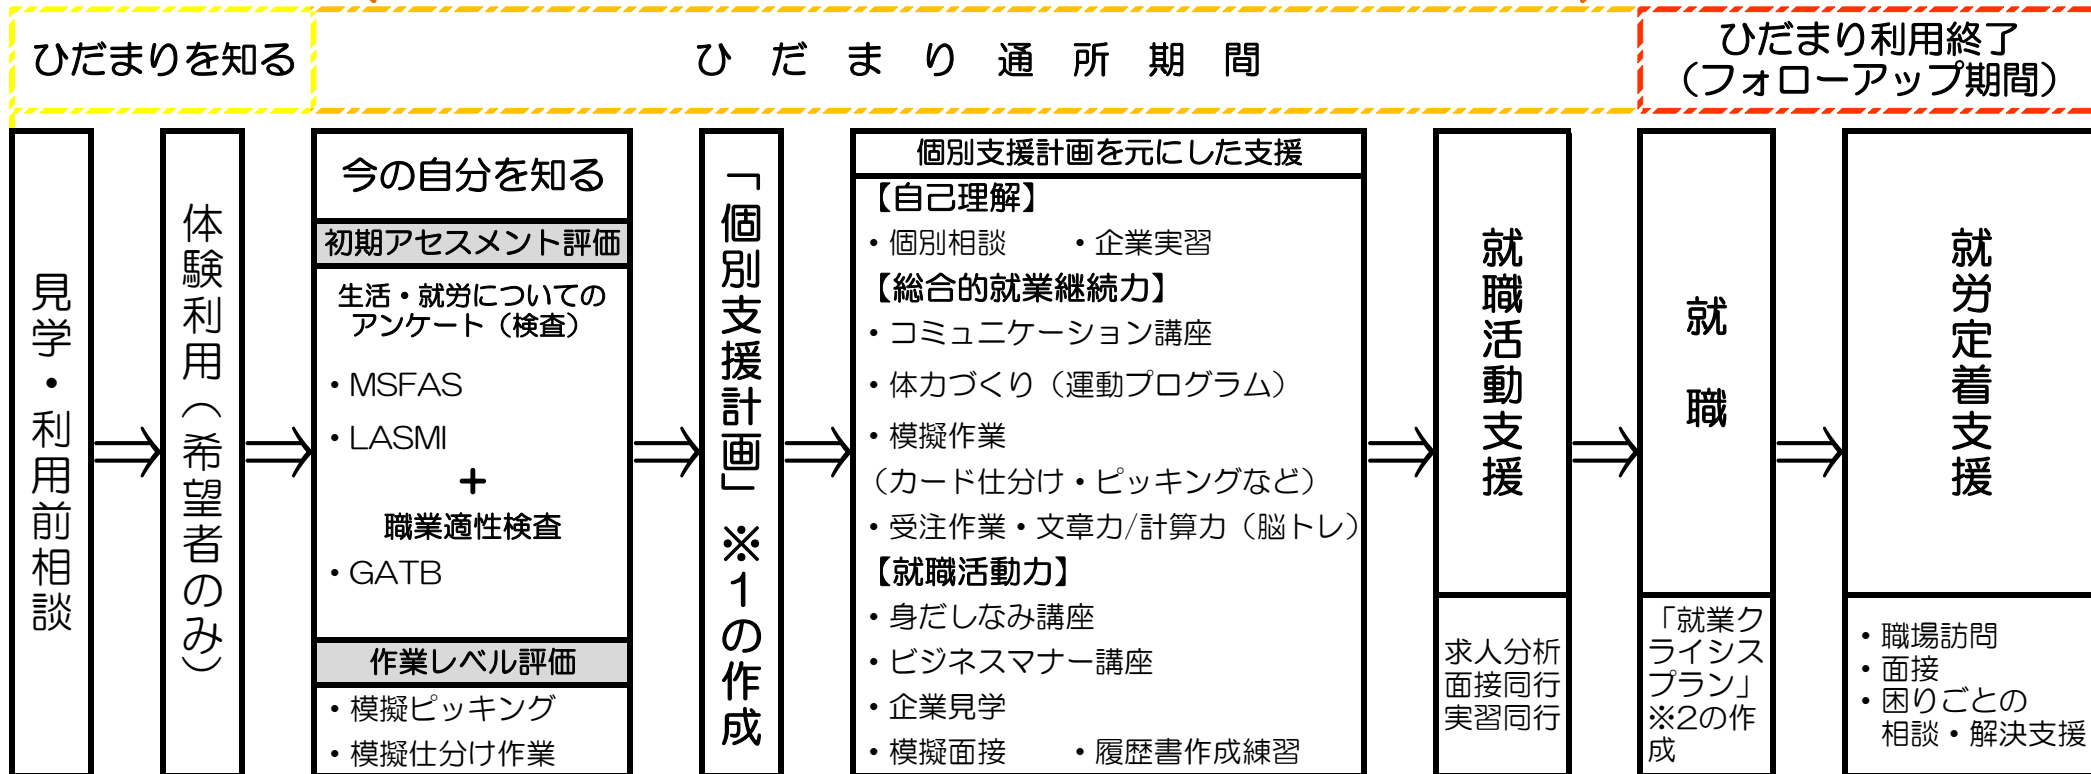 ひだまりを知る
ひだまり通所期間
ひだまり利用終了
（フォローアップ期間）
見学・利用前相談
体験利用（希望者のみ）
今の自分を知る
初期アセスメント評価
生活・就労についての
アンケート（検査）
・MSFAS
・LASMI
＋
職業適性検査
・GATB
作業レベル評価
・模擬ピッキング
・模擬仕分け作業
「個別支援計画」※1の作成
個別支援計画を元にした支援
【自己理解】
・個別相談　・企業実習
【総合的就業継続力】
・コミュニケーション講座
・体力づくり（運動プログラム）
・模擬作業
（カード仕分け・ピッキングなど）
・受注作業・文章力/計算力（脳トレ）
【就職活動力】
・身だしなみ講座
・ビジネスマナー講座
・企業見学
・模擬面接　・履歴書作成練習
就職活動支援
求人分析
面接同行
実習同行
就職
「就業ク
ライシス
プラン」
※2の作
成
就労定着支援
・職場訪問
・面接
・困りごとの
相談・解決支援